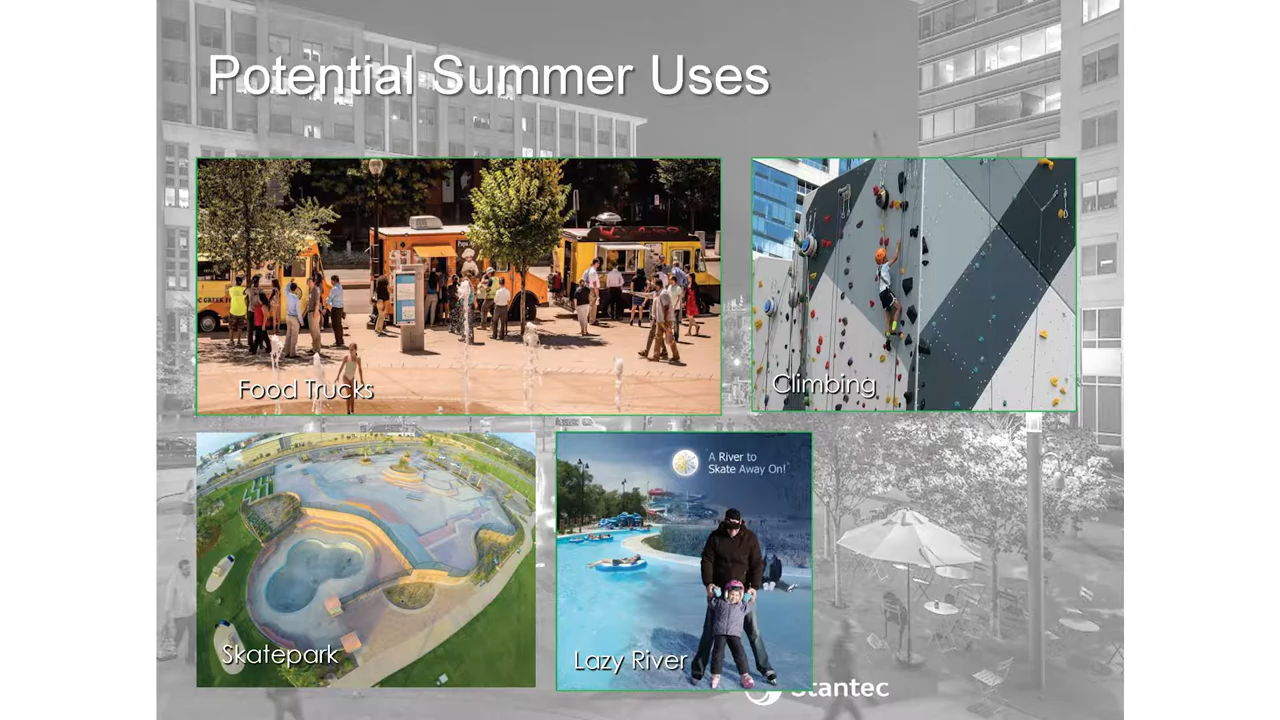 Potential Summer Uses
Food Trucks
Climbing
A River to
Skate Away On!
Skatepark
Lazy River
Stantec